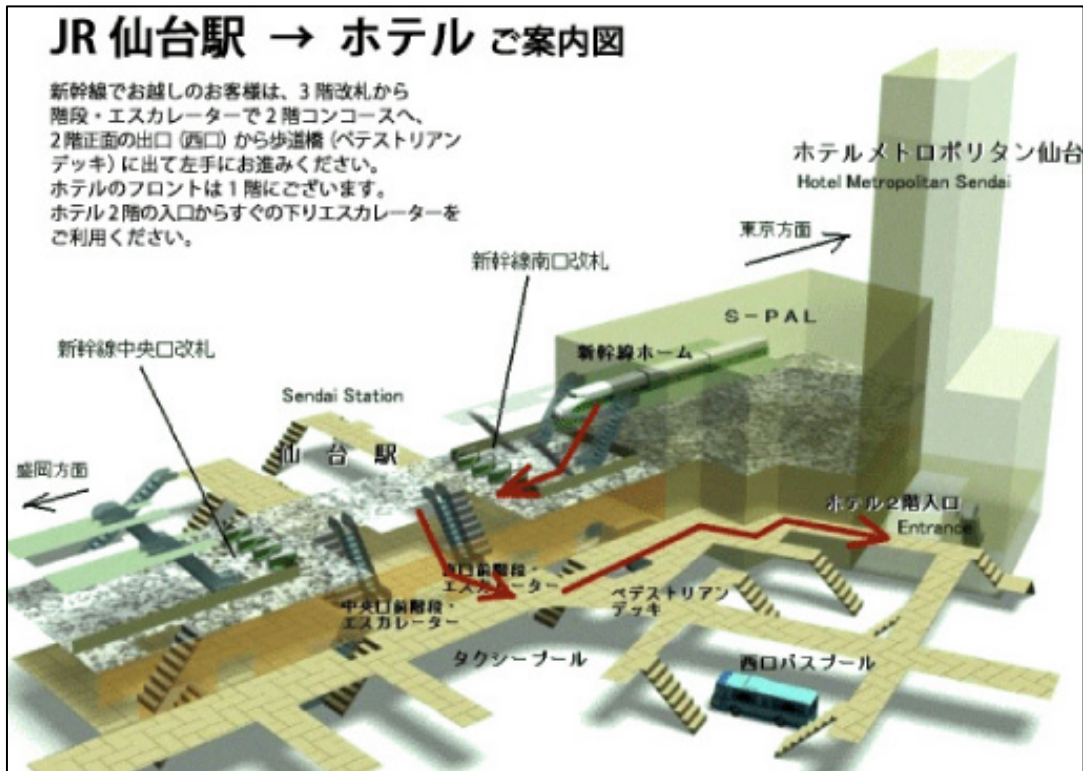 JR 仙台駅 → ホテル ご案内図
新幹線でお越しのお客様は、3階改札から
階段・エスカレーターで2階コンコースへ、
2階正面の出口（西口）から歩道橋（ペデストリアン
デッキ）に出て左手にお進みください。
ホテルのフロントは1階にございます。
ホテル2階の入口からすぐの下りエスカレーターを
ご利用ください。
ホテルメトロポリタン仙台
Hotel Metropolitan Sendai
東京方面
新幹線南口改札
S-PAL
新幹線中央口改札
新幹線ホーム
Sendai Station
仙台駅
盛岡方面
ホテル2階入口
Entrance
南口前階段・
エスカレーター
ペデストリアン
デッキ
中央口前階段・
エスカレーター
タクシープール
西口バスプール